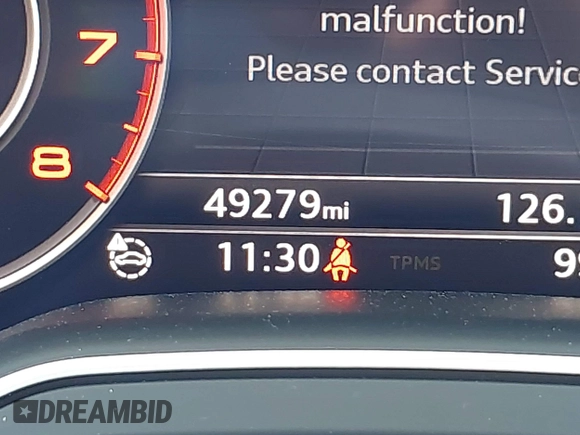 malfunction!
Please contact Servic
7
8
49279mi
126.
11:30
TPMS
99
DREAMBID